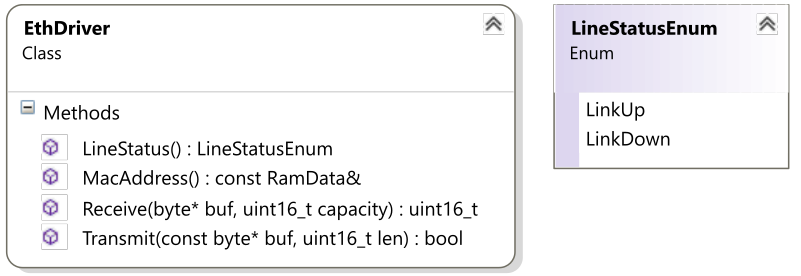 EthDriver
Class
Methods
LineStatus() : LineStatusEnum
MacAddress() : const RamData&
Receive(byte* buf, uint16_t capacity) : uint16_t
Transmit(const byte* buf, uint16_t len) : bool
LineStatusEnum
Enum
LinkUp
LinkDown